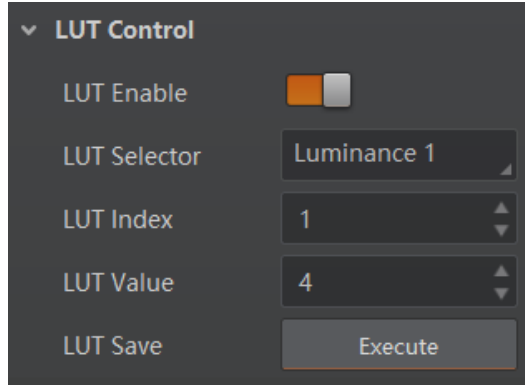 LUT Control
LUT Enable
LUT Selector Luminance 1
LUT Index 1
LUT Value 4
LUT Save Execute